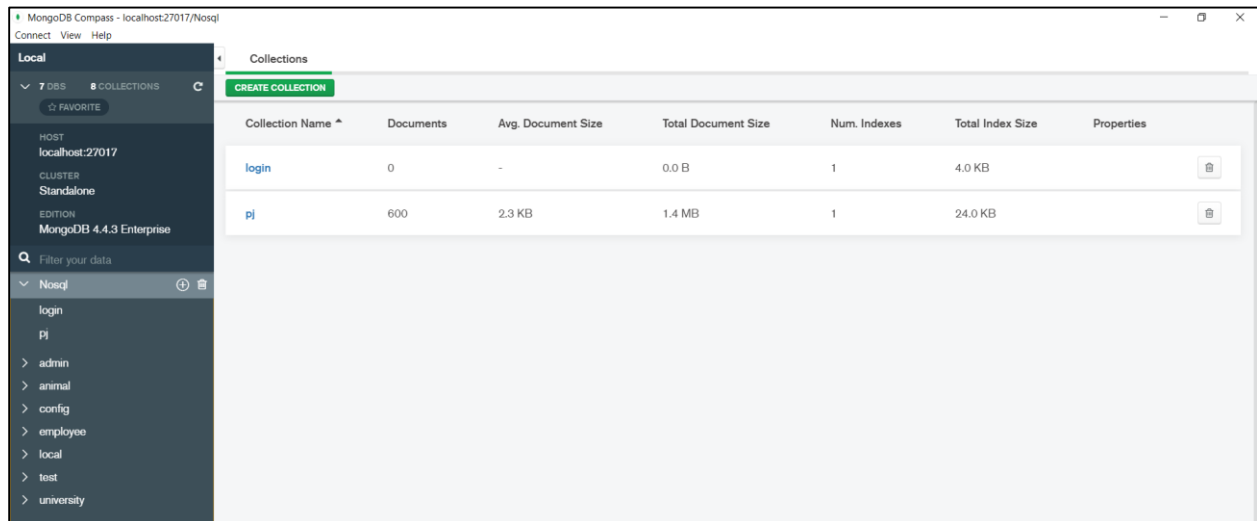 MongoDB Compass - localhost:27017/Nosql
Connect View Help
Local
Collections
7 DBS 8 COLLECTIONS
CREATE COLLECTION
FAVORITE
Collection Name Documents Avg. Document Size Total Document Size Num. Indexes Total Index Size Properties
HOST
localhost:27017
login 0 - 0.0 B 1 4.0 KB
CLUSTER
Standalone
pj 600 2.3 KB 1.4 MB 1 24.0 KB
EDITION
MongoDB 4.4.3 Enterprise
Filter your data
Nosql
login
pj
admin
animal
config
employee
local
test
university